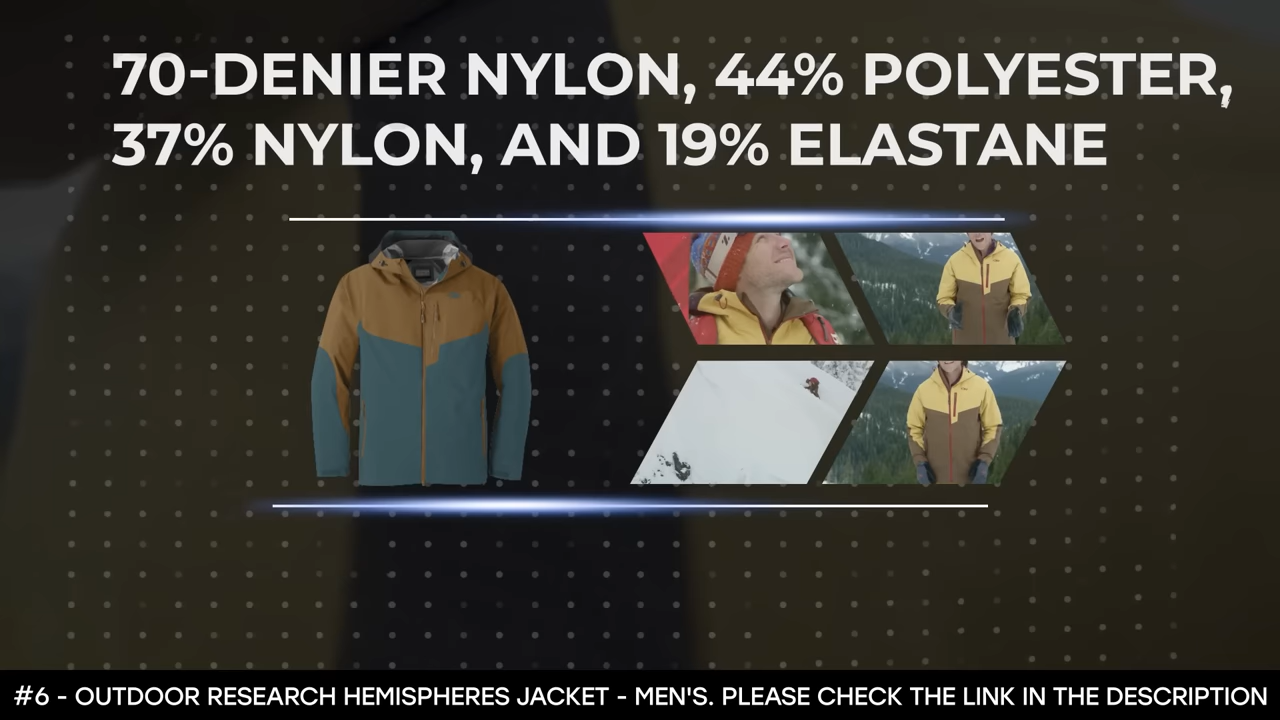 70-DENIER NYLON, 44% POLYESTER,
37% NYLON, AND 19% ELASTANE
#6 - OUTDOOR RESEARCH HEMISPHERES JACKET - MEN'S. PLEASE CHECK THE LINK IN THE DESCRIPTION